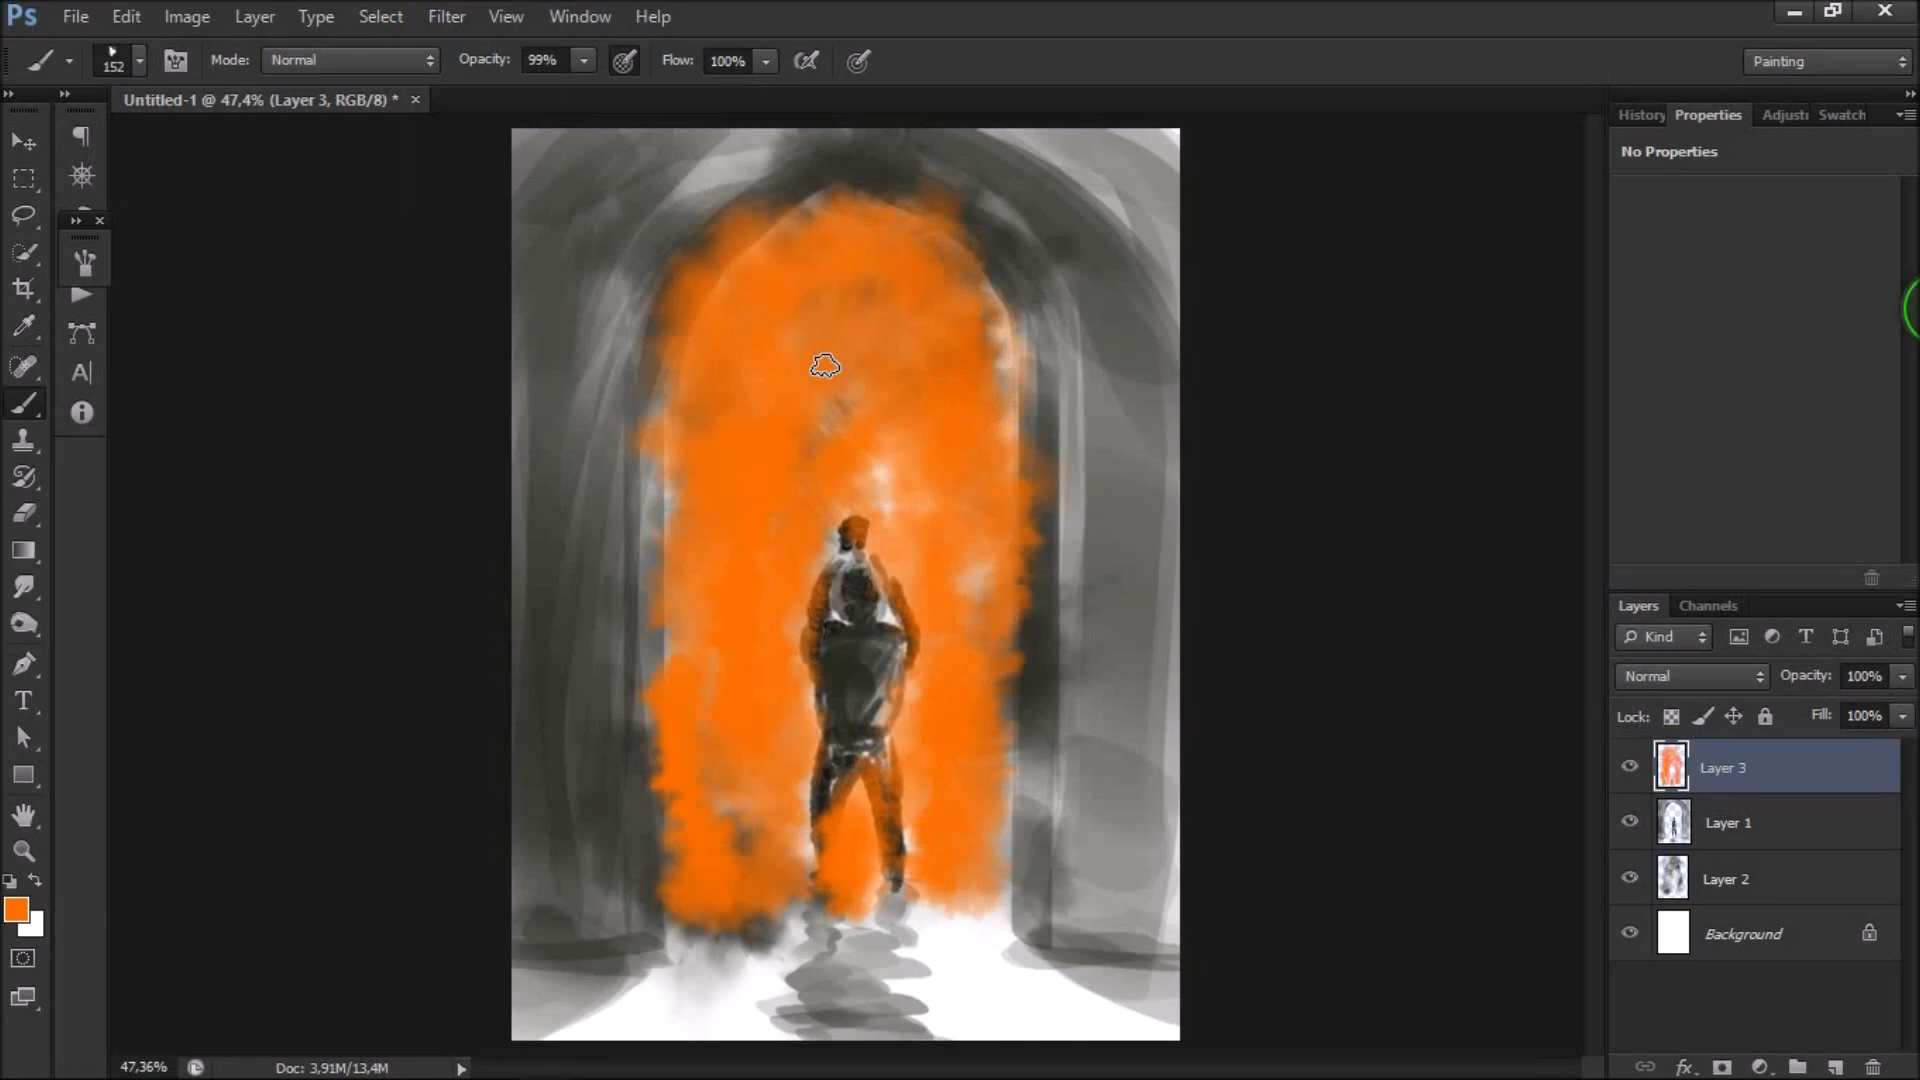 Ps File Edit Image Layer Type Select Filter View Window Help
152 Mode: Normal Opacity: 99% Flow: 100% Painting
Untitled-1 @ 47,4% (Layer 3, RGB/8) * ×
History Properties Adjusti Swatch
No Properties
Layers Channels
Kind
Normal Opacity: 100%
Lock: Fill: 100%
Layer 3
Layer 1
Layer 2
Background
47,36% Doc: 3,91M/13,4M